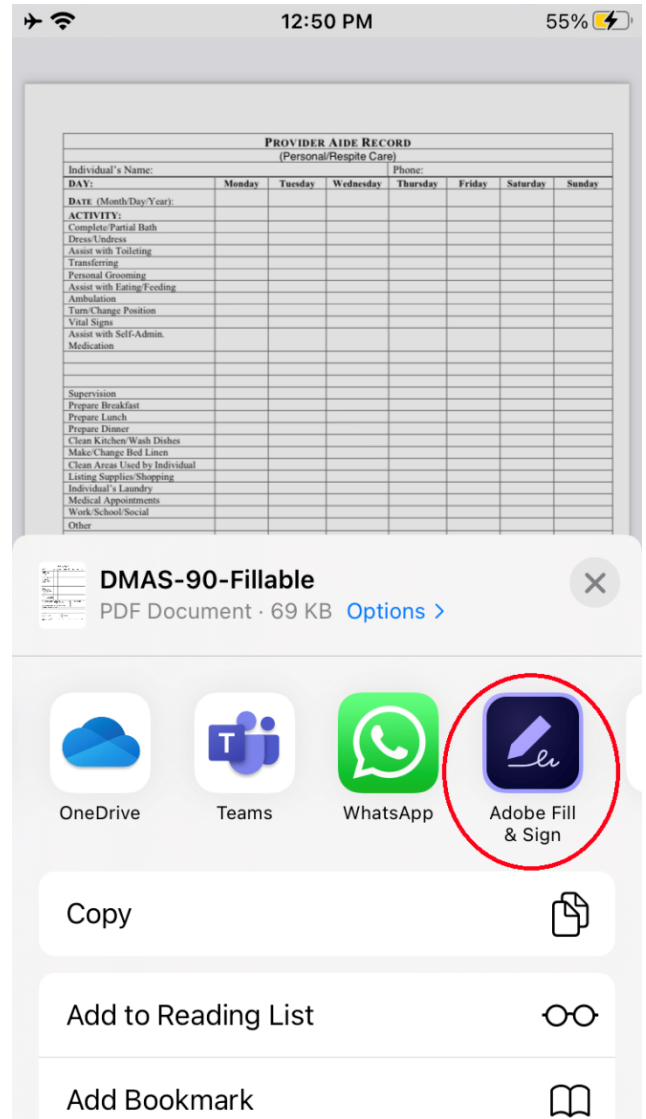 12:50 PM 55%
PROVIDER AIDE RECORD
(Personal/Respite Care)
Individual's Name: Phone:
DAY: Monday Tuesday Wednesday Thursday Friday Saturday Sunday
DATE (Month/Day/Year):
ACTIVITY:
Complete/Partial Bath
Dress/Undress
Assist with Toileting
Transferring
Personal Grooming
Assist with Eating/Feeding
Ambulation
Turn/Change Position
Vital Signs
Assist with Self-Admin.
Medication
Supervision
Prepare Breakfast
Prepare Lunch
Prepare Dinner
Clean Kitchen/Wash Dishes
Make/Change Bed Linen
Clean Areas Used by Individual
Listing Supplies/Shopping
Individual's Laundry
Medical Appointments
Work/School/Social
Other
DMAS-90-Fillable
PDF Document · 69 KB Options >
OneDrive Teams WhatsApp Adobe Fill
& Sign
Copy
Add to Reading List
Add Bookmark